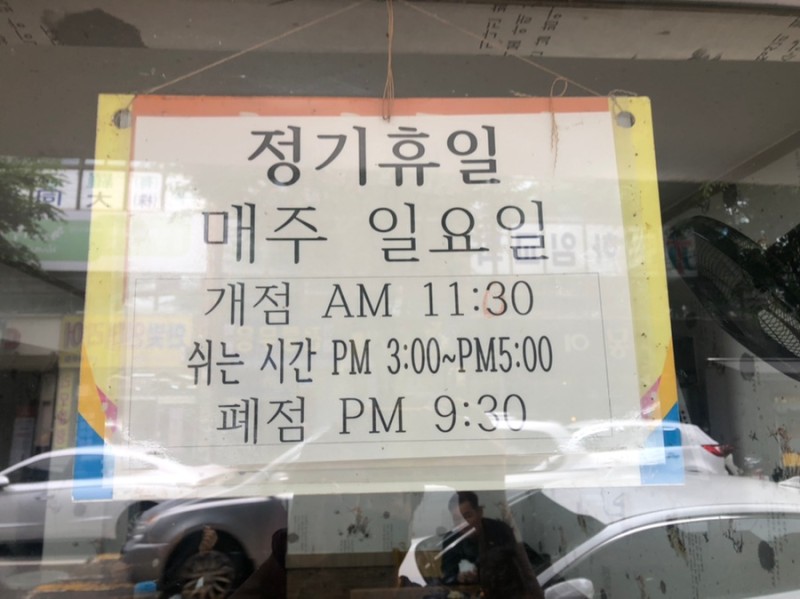 정기휴일
매주 일요일
개점 AM 11:30
쉬는 시간 PM 3:00~PM5:00
폐점 PM 9:30